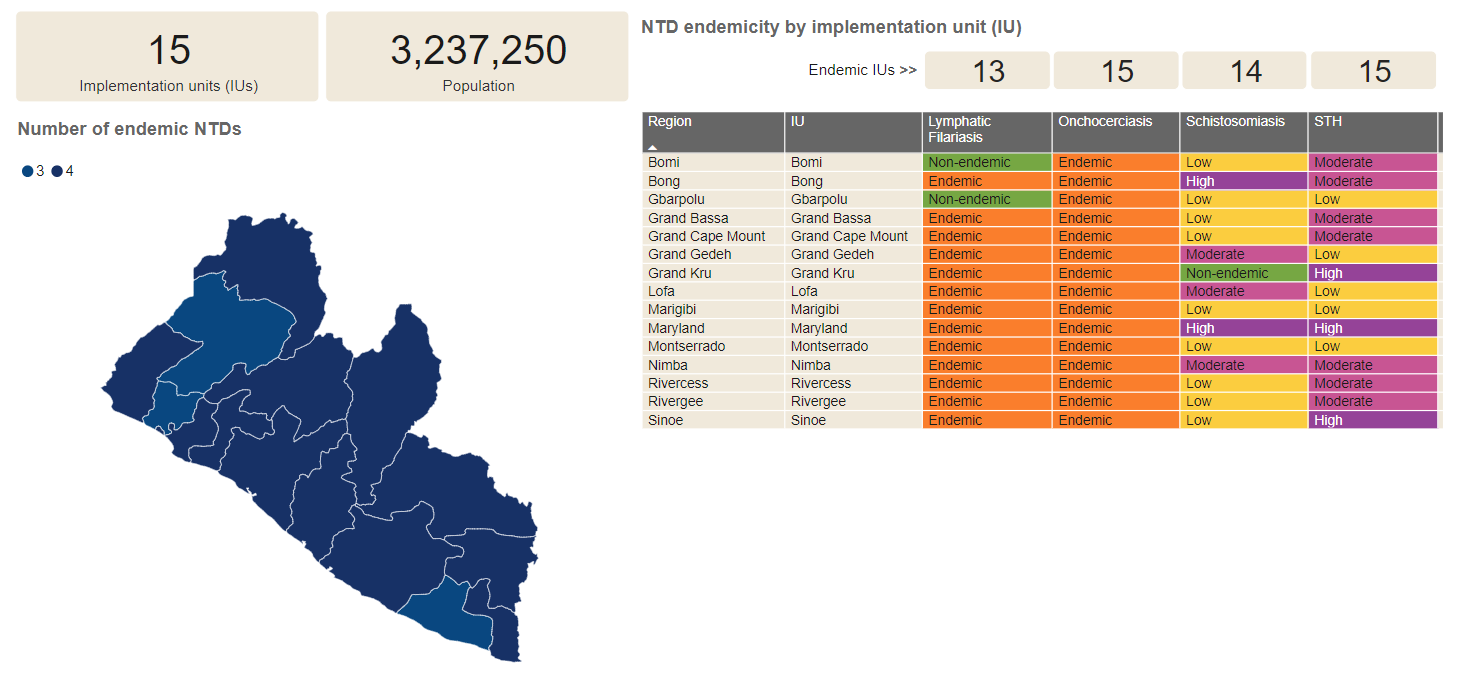 15
Implementation units (IUs)
3,237,250
Population
Number of endemic NTDs
3 4
NTD endemicity by implementation unit (IU)
Endemic IUs >> 13 15 14 15
Region IU Lymphatic Filariasis Onchocerciasis Schistosomiasis STH
Bomi Bomi Non-endemic Endemic Low Moderate
Bong Bong Endemic Endemic High Moderate
Gbarpolu Gbarpolu Non-endemic Endemic Low Low
Grand Bassa Grand Bassa Endemic Endemic Low Moderate
Grand Cape Mount Grand Cape Mount Endemic Endemic Low Moderate
Grand Gedeh Grand Gedeh Endemic Endemic Moderate Low
Grand Kru Grand Kru Endemic Endemic Non-endemic High
Lofa Lofa Endemic Endemic Moderate Low
Marigibi Marigibi Endemic Endemic Low Low
Maryland Maryland Endemic Endemic High High
Montserrado Montserrado Endemic Endemic Low Low
Nimba Nimba Endemic Endemic Moderate Moderate
Rivercess Rivercess Endemic Endemic Low Moderate
Rivergee Rivergee Endemic Endemic Low Moderate
Sinoe Sinoe Endemic Endemic Low High